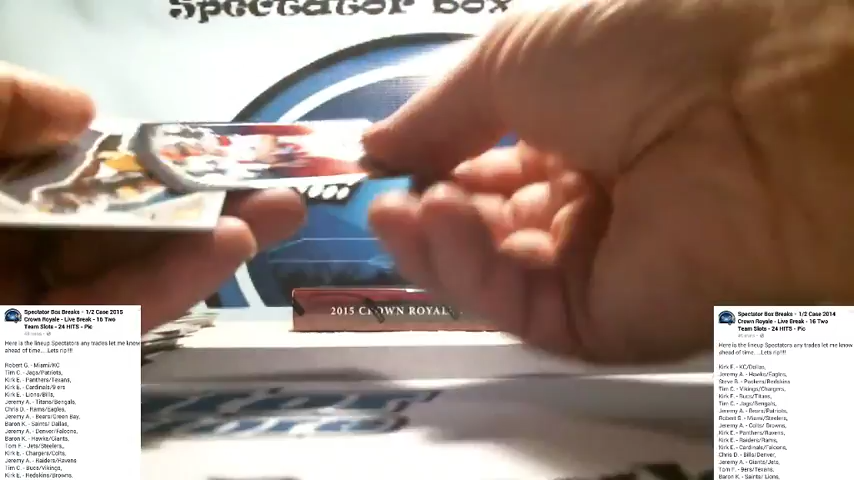 Spectator Box
2015 CROWN ROYALE
Spectator Box Breaks - 1/2 Case 2015
Crown Royale - Live Break - 16 Two
Team Slots - 24 HITS - Pic
Here is the lineup Spectators any trades let me know
ahead of time....Lets rip!!!
Robert G. - Miami/KC
Tim C. - Jags/Patriots,
Kirk E. - Panthers/Texans,
Kirk E. - Cardinals/9ers
Kirk E. - Lions/Bills,
Jeremy A. - Titans/Bengals,
Chris D. - Rams/Eagles,
Jeremy A. - Bears/Green Bay,
Baron K. - Saints/ Dallas,
Jeremy A. - Denver/Falcons,
Baron K. - Hawks/Giants,
Tom F. - Jets/Steelers,
Kirk E. - Chargers/Colts,
Jeremy A. - Raiders/Ravens
Tim C. - Bucs/Vikings,
Kirk E. - Redskins/Browns,
Spectator Box Breaks - 1/2 Case 2014
Crown Royale - Live Break - 16 Two
Team Slots - 24 HITS - Pic
Here is the lineup Spectators any trades let me know
ahead of time....Lets rip!!!
Kirk E. - KC/Dallas,
Jeremy A. - Hawks/Eagles,
Steve B. - Packers/Redskins
Tim C. - Vikings/Chargers,
Kirk E. - Bucs/Titans,
Tim C. - Jags/Bengals,
Jeremy A. - Bears/Patriots,
Robert G. - Miami/Steelers,
Jeremy A. - Colts/ Browns,
Kirk E. - Panthers/Ravens,
Kirk E. - Raiders/Rams,
Kirk E. - Cardinals/Falcons,
Chris D. - Bills/Denver,
Jeremy A. - Giants/Jets,
Tom F. - 9ers/Texans,
Baron K. - Saints/ Lions,